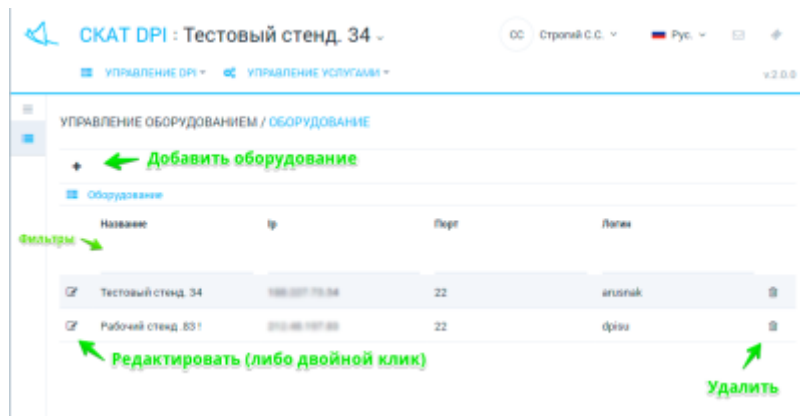 СКАТ DPI : Тестовый стенд. 34
СС Строгий С.С. Рус.
УПРАВЛЕНИЕ DPI УПРАВЛЕНИЕ УСЛУГАМИ v.2.0.0
УПРАВЛЕНИЕ ОБОРУДОВАНИЕМ / ОБОРУДОВАНИЕ
+ Добавить оборудование
Оборудование
Название Ip Порт Логин
Фильтры
Тестовый стенд. 34 22 arusnak
Рабочий стенд .83! 22 dpisu
Редактировать (либо двойной клик)
Удалить